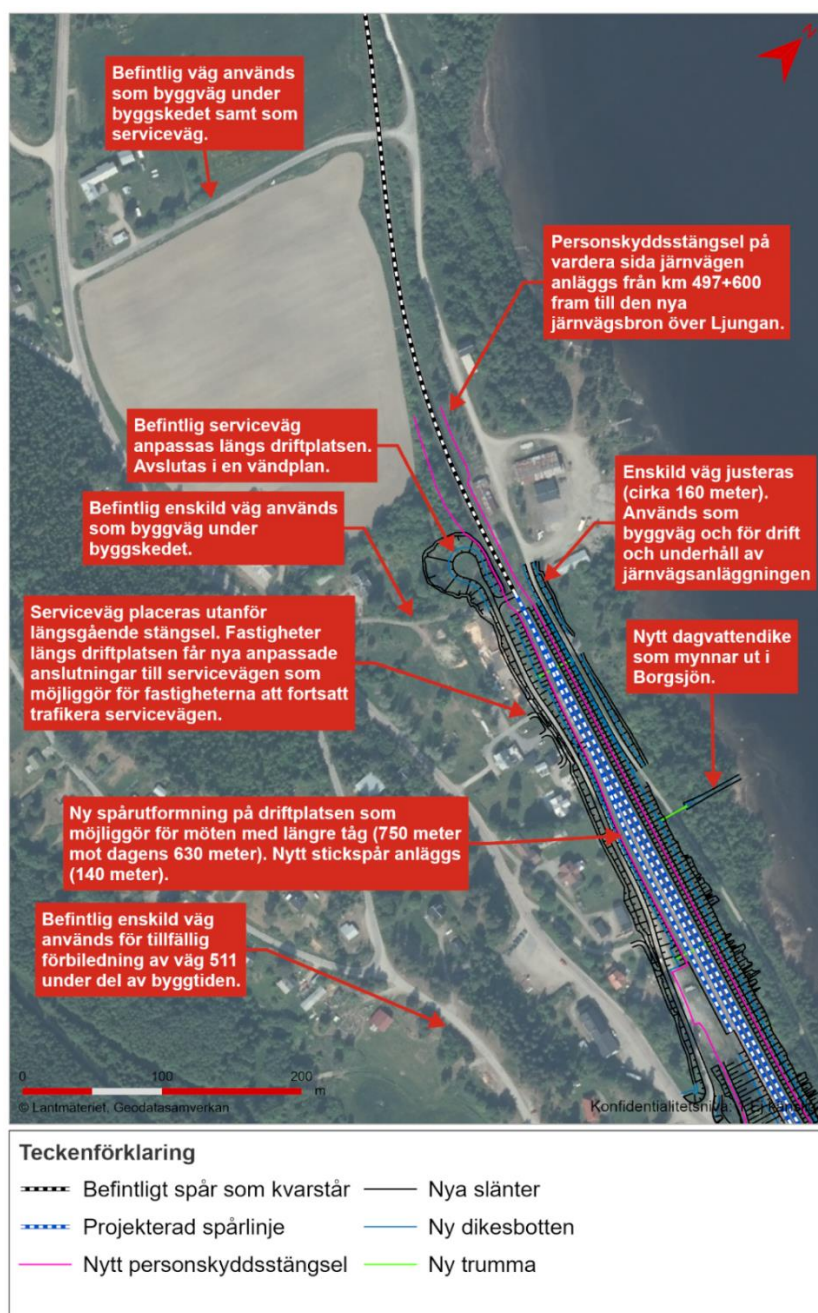 N
Befintlig väg används
som byggväg under
byggskedet samt som
serviceväg.
Personskyddsstängsel på
vardera sida järnvägen
anläggs från km 497+600
fram till den nya
järnvägsbron över Ljungan.
Befintlig serviceväg
anpassas längs driftplatsen.
Avslutas i en vändplan.
Enskild väg justeras
(cirka 160 meter).
Används som
byggväg och för drift
och underhåll av
järnvägsanläggningen
Befintlig enskild väg används
som byggväg under
byggskedet.
Serviceväg placeras utanför
längsgående stängsel. Fastigheter
längs driftplatsen får nya anpassade
anslutningar till servicevägen som
möjliggör för fastigheterna att fortsatt
trafikera servicevägen.
Nytt dagvattendike
som mynnar ut i
Borgsjön.
Ny spårutformning på driftplatsen som
möjliggör för möten med längre tåg (750 meter
mot dagens 630 meter). Nytt stickspår anläggs
(140 meter).
Befintlig enskild väg
används för tillfällig
förbiledning av väg 511
under del av byggtiden.
0 100 200
m
© Lantmäteriet, Geodatasamverkan
Konfidentialitetsnivå:
Teckenförklaring
Befintligt spår som kvarstår
Projekterad spårlinje
Nytt personskyddsstängsel
Nya slänter
Ny dikesbotten
Ny trumma